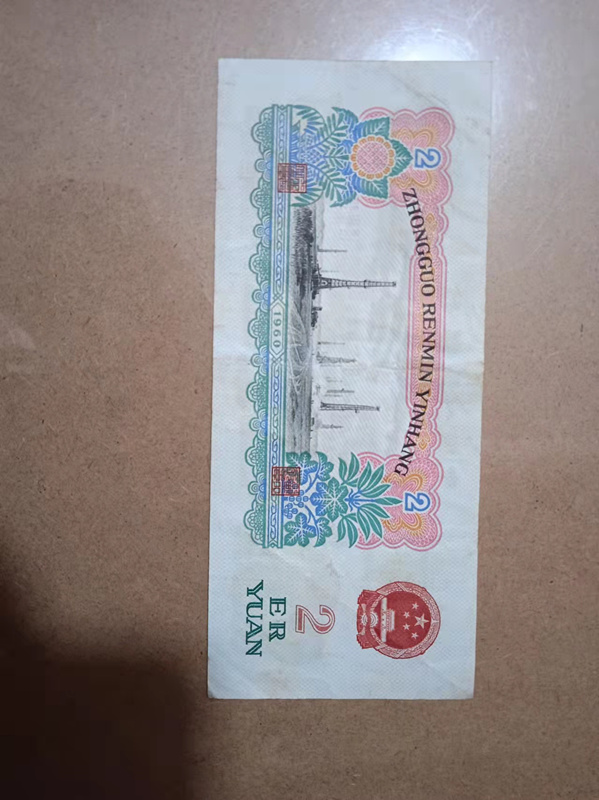 2 2
ZHONGGUO RENMIN YINHANG
1960
2
ER
YUAN